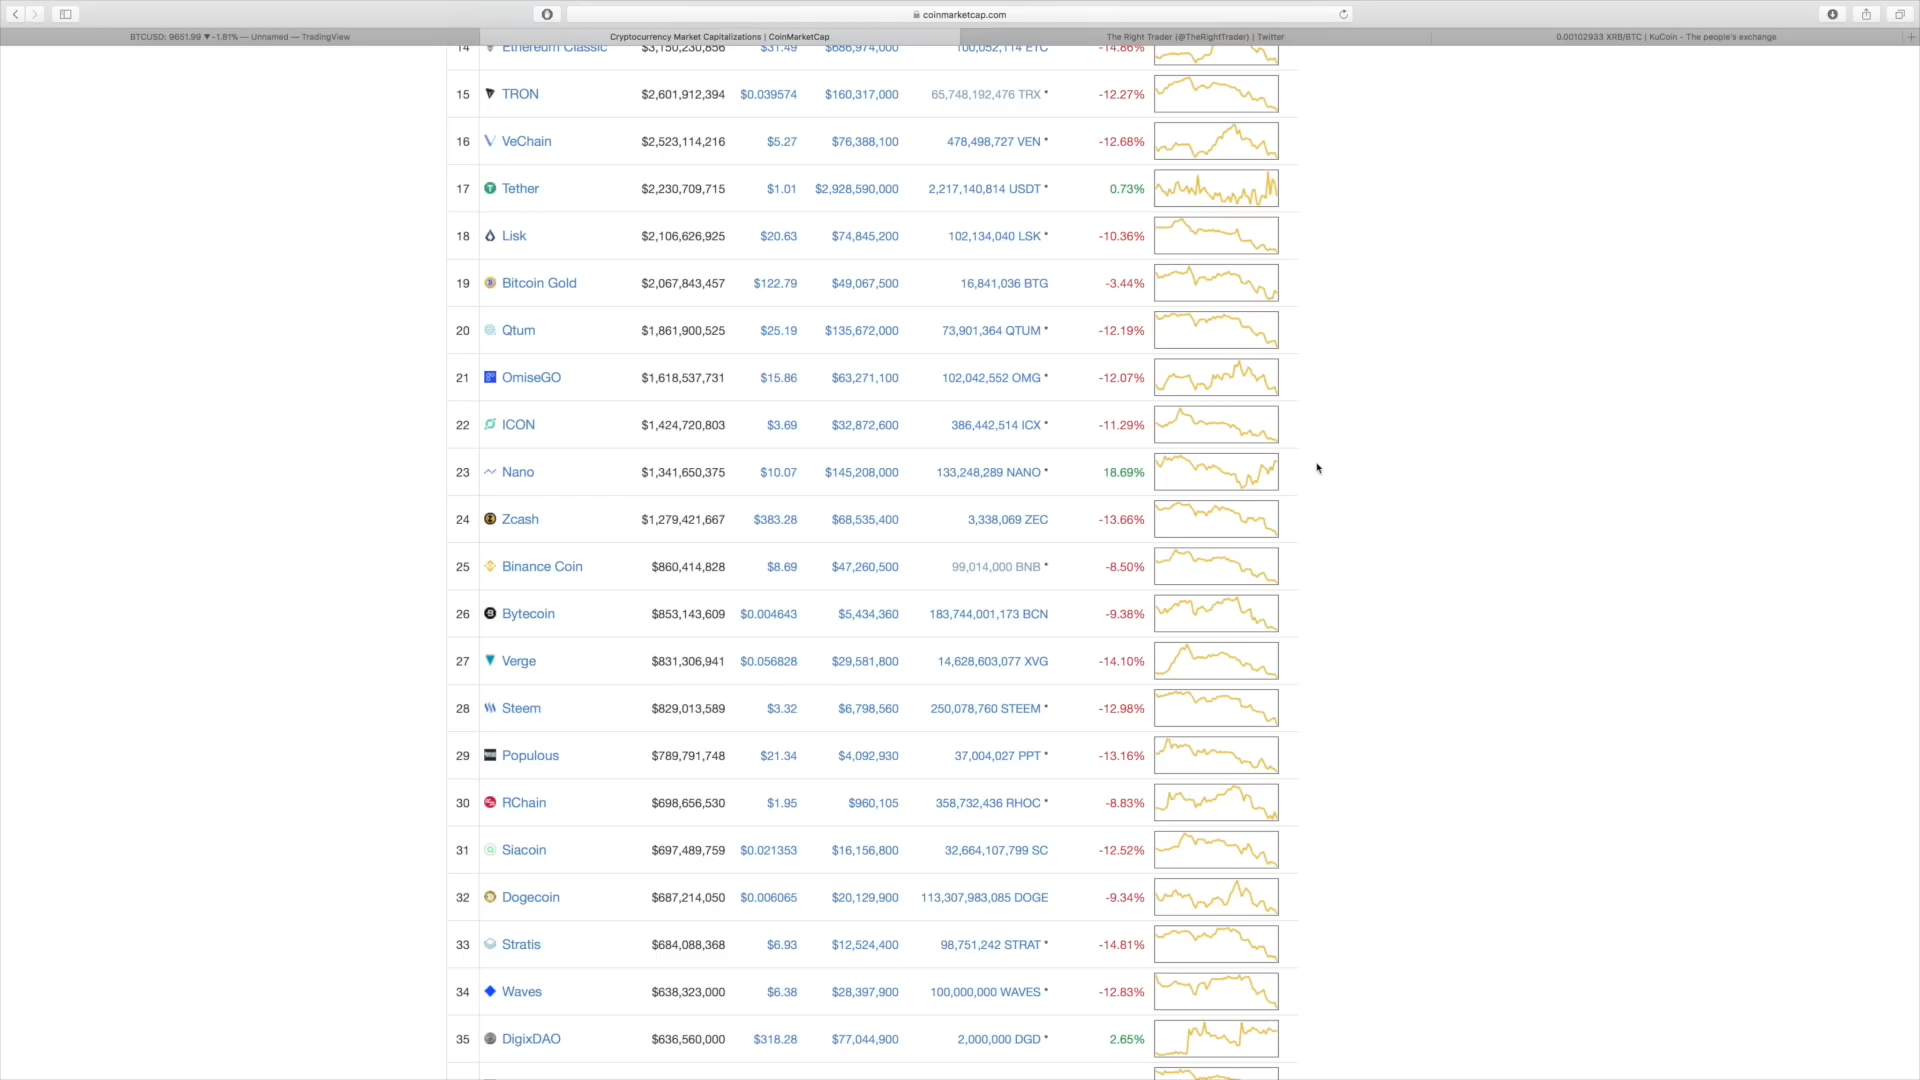 coinmarketcap.com
BTCUSD: 9651.99 ▼ -1.81% — Unnamed — TradingView
Cryptocurrency Market Capitalizations | CoinMarketCap
The Right Trader (@TheRightTrader) | Twitter
0.00102933 XRB/BTC | KuCoin - The people's exchange
14 Ethereum Classic $3,150,230,856 $31.49 $686,974,000 100,052,114 ETC -14.86%
15 TRON $2,601,912,394 $0.039574 $160,317,000 65,748,192,476 TRX * -12.27%
16 VeChain $2,523,114,216 $5.27 $76,388,100 478,498,727 VEN * -12.68%
17 Tether $2,230,709,715 $1.01 $2,928,590,000 2,217,140,814 USDT * 0.73%
18 Lisk $2,106,626,925 $20.63 $74,845,200 102,134,040 LSK * -10.36%
19 Bitcoin Gold $2,067,843,457 $122.79 $49,067,500 16,841,036 BTG -3.44%
20 Qtum $1,861,900,525 $25.19 $135,672,000 73,901,364 QTUM * -12.19%
21 OmiseGO $1,618,537,731 $15.86 $63,271,100 102,042,552 OMG * -12.07%
22 ICON $1,424,720,803 $3.69 $32,872,600 386,442,514 ICX * -11.29%
23 Nano $1,341,650,375 $10.07 $145,208,000 133,248,289 NANO * 18.69%
24 Zcash $1,279,421,667 $383.28 $68,535,400 3,338,069 ZEC -13.66%
25 Binance Coin $860,414,828 $8.69 $47,260,500 99,014,000 BNB * -8.50%
26 Bytecoin $853,143,609 $0.004643 $5,434,360 183,744,001,173 BCN -9.38%
27 Verge $831,306,941 $0.056828 $29,581,800 14,628,603,077 XVG -14.10%
28 Steem $829,013,589 $3.32 $6,798,560 250,078,760 STEEM * -12.98%
29 Populous $789,791,748 $21.34 $4,092,930 37,004,027 PPT * -13.16%
30 RChain $698,656,530 $1.95 $960,105 358,732,436 RHOC * -8.83%
31 Siacoin $697,489,759 $0.021353 $16,156,800 32,664,107,799 SC -12.52%
32 Dogecoin $687,214,050 $0.006065 $20,129,900 113,307,983,085 DOGE -9.34%
33 Stratis $684,088,368 $6.93 $12,524,400 98,751,242 STRAT * -14.81%
34 Waves $638,323,000 $6.38 $28,397,900 100,000,000 WAVES * -12.83%
35 DigixDAO $636,560,000 $318.28 $77,044,900 2,000,000 DGD * 2.65%